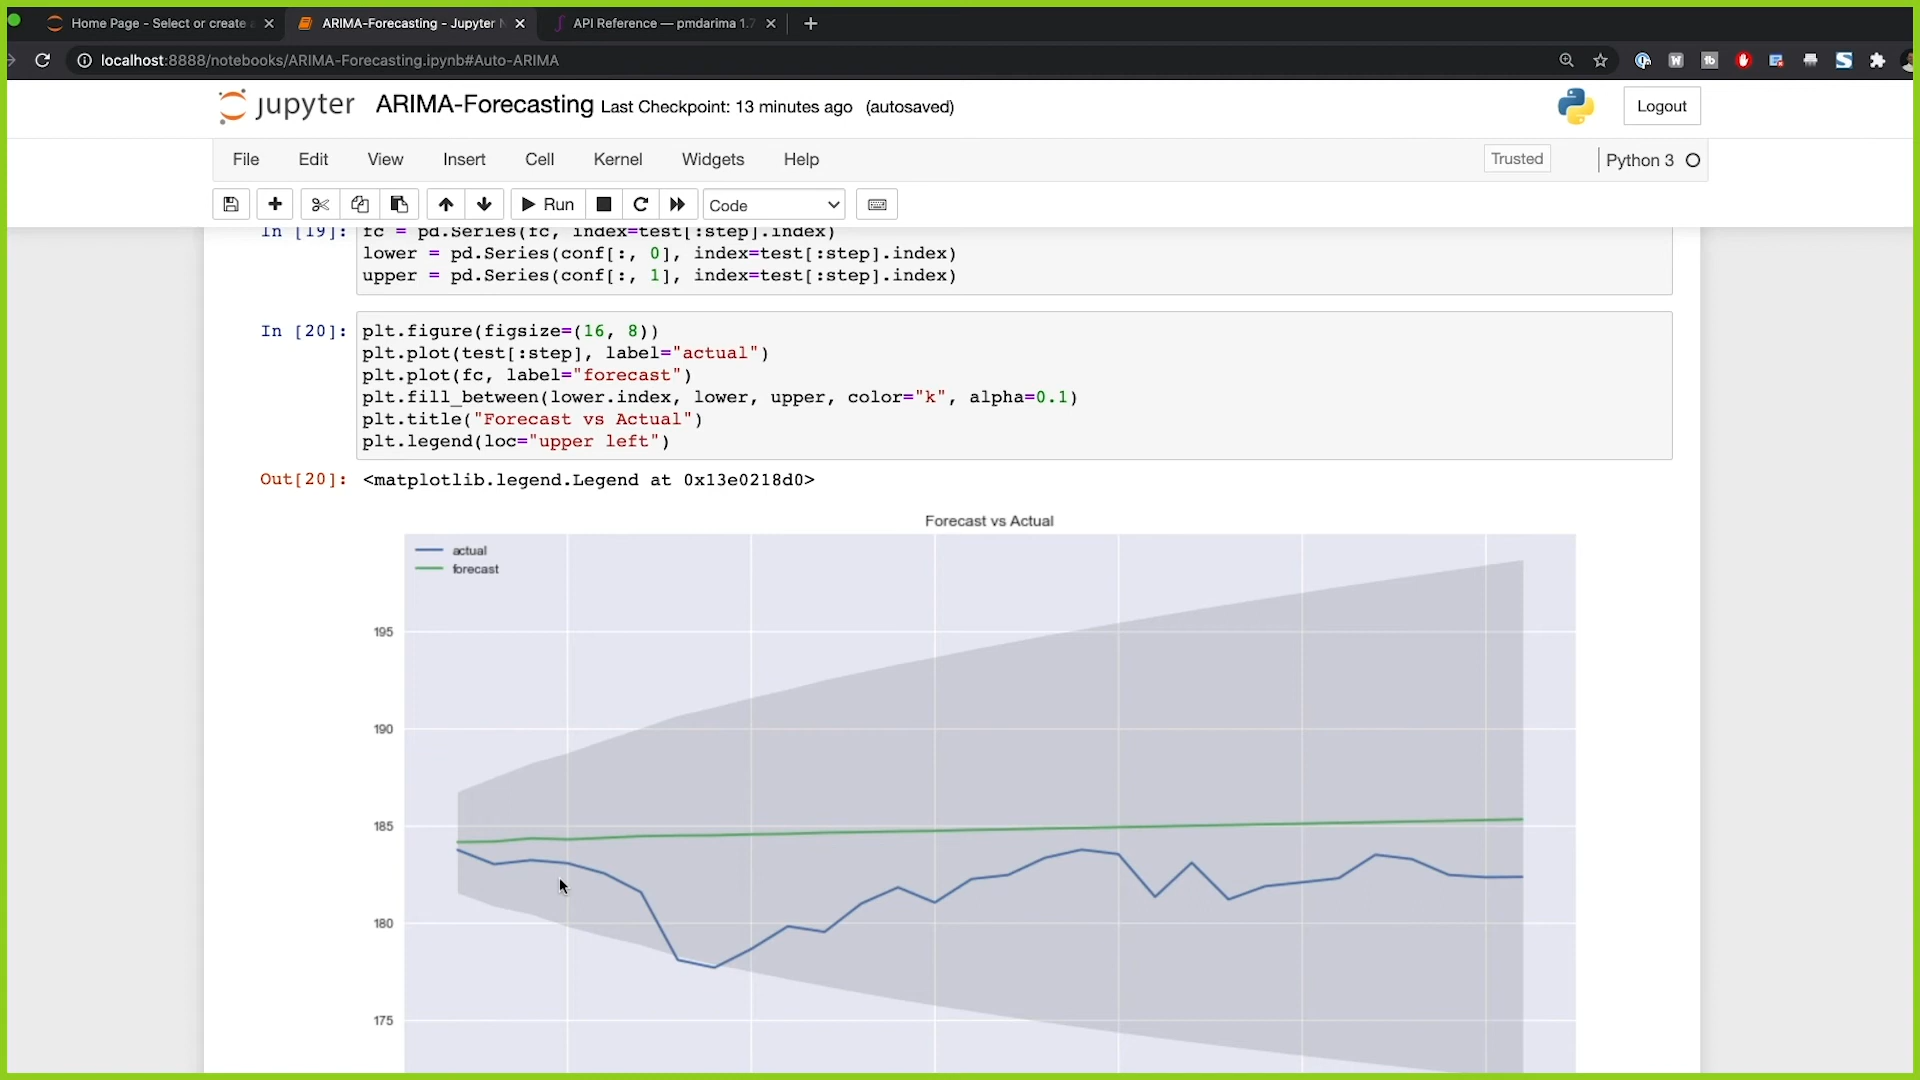 Home Page - Select or create
ARIMA-Forecasting - Jupyter
API Reference — pmdarima 1.7
localhost:8888/notebooks/ARIMA-Forecasting.ipynb#Auto-ARIMA
jupyter ARIMA-Forecasting Last Checkpoint: 13 minutes ago (autosaved)
Logout
File Edit View Insert Cell Kernel Widgets Help
Trusted
Python 3
Run
Code
In [19]: fc = pd.Series(fc, index=test[:step].index)
lower = pd.Series(conf[:, 0], index=test[:step].index)
upper = pd.Series(conf[:, 1], index=test[:step].index)
In [20]: plt.figure(figsize=(16, 8))
plt.plot(test[:step], label="actual")
plt.plot(fc, label="forecast")
plt.fill_between(lower.index, lower, upper, color="k", alpha=0.1)
plt.title("Forecast vs Actual")
plt.legend(loc="upper left")
Out[20]: <matplotlib.legend.Legend at 0x13e0218d0>
Forecast vs Actual
actual
forecast
195
190
185
180
175